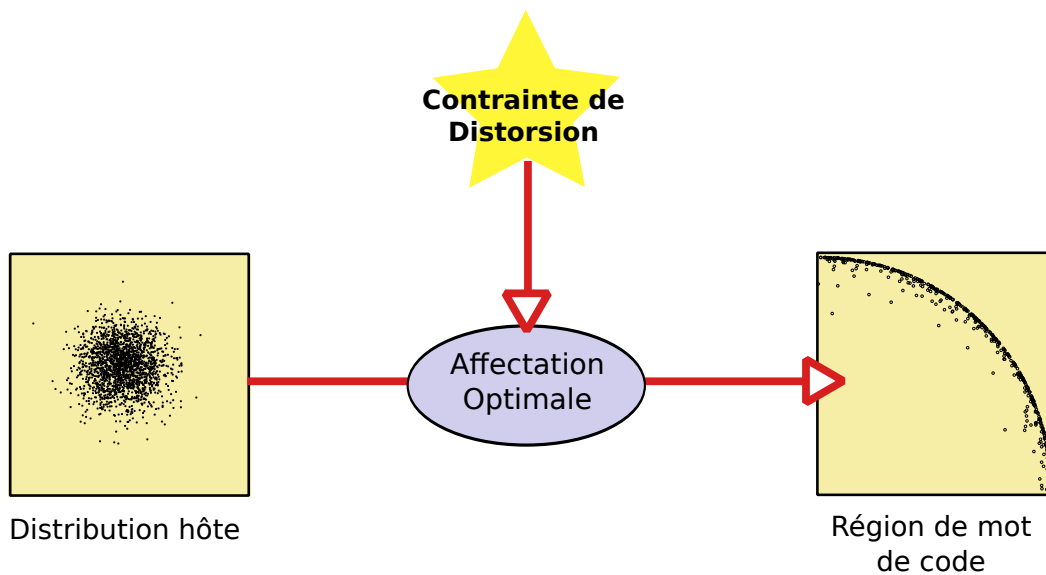 Contrainte de
Distorsion
Affectation
Optimale
Distribution hôte
Région de mot
de code